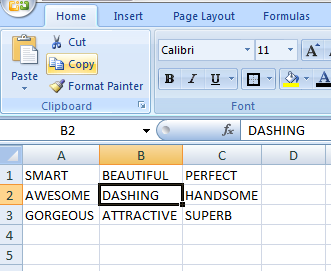 Home Insert Page Layout Formulas
Cut
Calibri 11 A
Copy
Paste
Format Painter
B I U A
Clipboard Font
B2 fx DASHING
A B C D
1 SMART BEAUTIFUL PERFECT
2 AWESOME DASHING HANDSOME
3 GORGEOUS ATTRACTIVE SUPERB
4
5